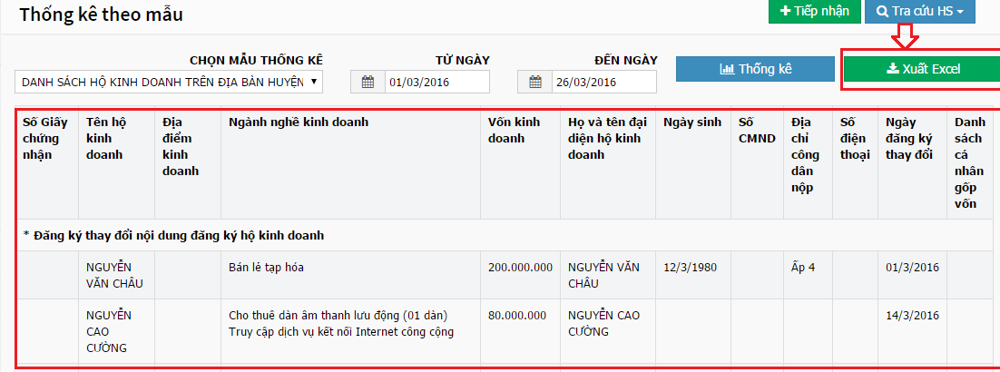 Thống kê theo mẫu
Tiếp nhận
Tra cứu HS
CHỌN MẪU THỐNG KÊ
TỪ NGÀY
ĐẾN NGÀY
DANH SÁCH HỘ KINH DOANH TRÊN ĐỊA BÀN HUYỆN
01/03/2016
26/03/2016
Thống kê
Xuất Excel
Số Giấy chứng nhận
Tên hộ kinh doanh
Địa điểm kinh doanh
Ngành nghề kinh doanh
Vốn kinh doanh
Họ và tên đại diện hộ kinh doanh
Ngày sinh
Số CMND
Địa chỉ công dân nộp
Số điện thoại
Ngày đăng ký thay đổi
Danh sách cá nhân gốp vốn
* Đăng ký thay đổi nội dung đăng ký hộ kinh doanh
NGUYỄN VĂN CHÂU
Bán lẻ tạp hóa
200.000.000
NGUYỄN VĂN CHÂU
12/3/1980
Ấp 4
01/3/2016
NGUYỄN CAO CƯỜNG
Cho thuê dàn âm thanh lưu động (01 dàn)
Truy cập dịch vụ kết nối Internet công cộng
80.000.000
NGUYỄN CAO CƯỜNG
14/3/2016